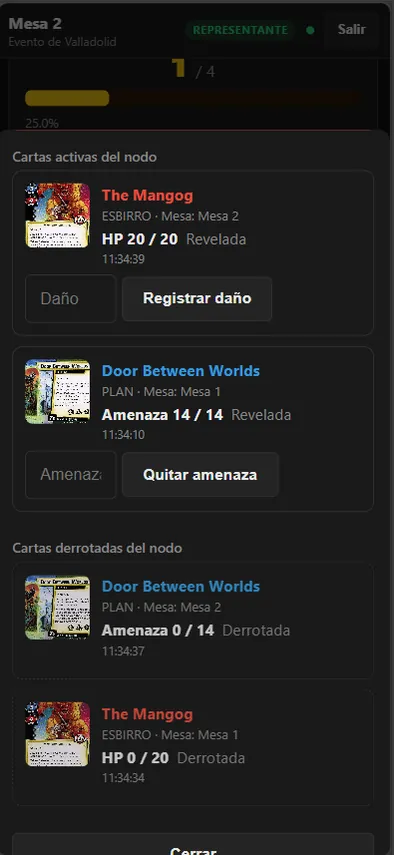 Mesa 2
Evento de Valladolid
REPRESENTANTE
Salir
1 / 4
25.0%
Cartas activas del nodo
The Mangog
ESBIRRO · Mesa: Mesa 2
HP 20 / 20 Revelada
11:34:39
Daño
Registrar daño
Door Between Worlds
PLAN · Mesa: Mesa 1
Amenaza 14 / 14 Revelada
11:34:10
Amenaza
Quitar amenaza
Cartas derrotadas del nodo
Door Between Worlds
PLAN · Mesa: Mesa 2
Amenaza 0 / 14 Derrotada
11:34:37
The Mangog
ESBIRRO · Mesa: Mesa 1
HP 0 / 20 Derrotada
11:34:34
Cerrar